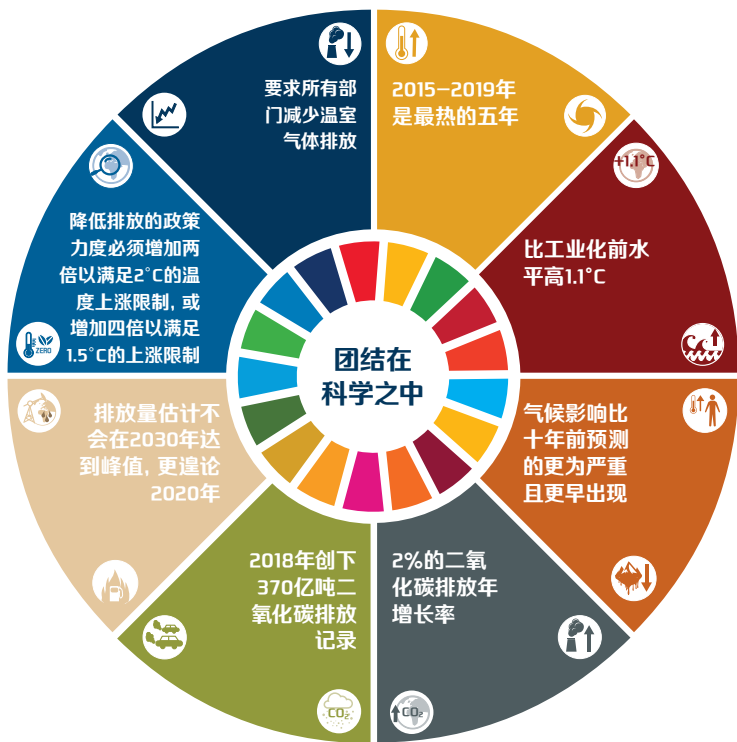 团结在
科学之中
2015–2019年
是最热的五年
+1.1°C
比工业化前水
平高1.1°C
气候影响比
十年前预测
的更为严重
且更早出现
2%的二氧
化碳排放年
增长率
CO₂
2018年创下
370亿吨二
氧化碳排放
记录
CO₂
排放量估计不
会在2030年达
到峰值, 更遑论
2020年
降低排放的政策
力度必须增加两
倍以满足2°C的温
度上涨限制, 或
增加四倍以满足
1.5°C的上涨限制
ZERO
要求所有部
门减少温室
气体排放